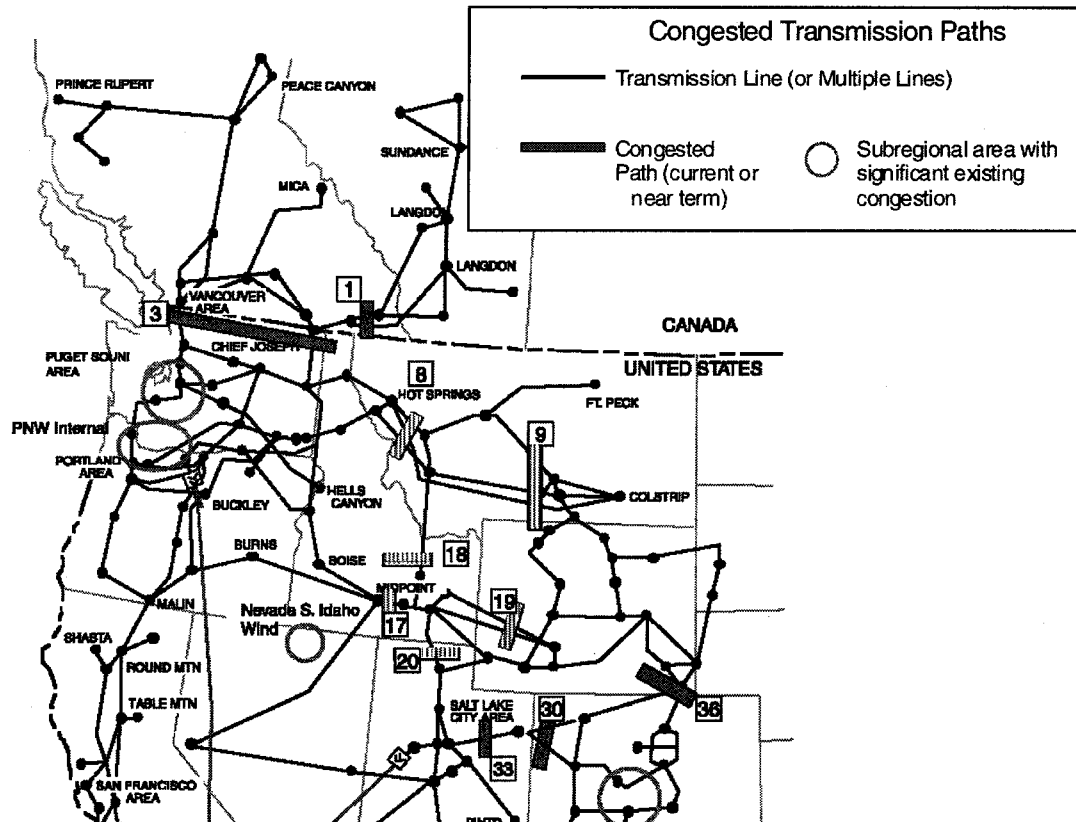 Congested Transmission Paths
Transmission Line (or Multiple Lines)
Congested
Path (current or
near term)
Subregional area with
significant existing
congestion
PRINCE RUPERT
PEACE CANYON
SUNDANCE
MICA
LANGDO
LANGDON
VANCOUVER
AREA
1
3
CANADA
UNITED STATES
CHIEF JOSEPH
PUGET SOUNI
AREA
8
HOT SPRINGS
FT. PECK
PNW Internal
9
PORTLAND
AREA
HELLS
CANYON
COLSTRIP
BUCKLEY
BURNS
BOISE
18
MIDPOINT
MALIN
Nevada S. Idaho
Wind
17
19
SHASTA
ROUND MTN
20
TABLE MTN
SALT LAKE
CITY AREA
30
36
33
SAN FRANCISCO
AREA